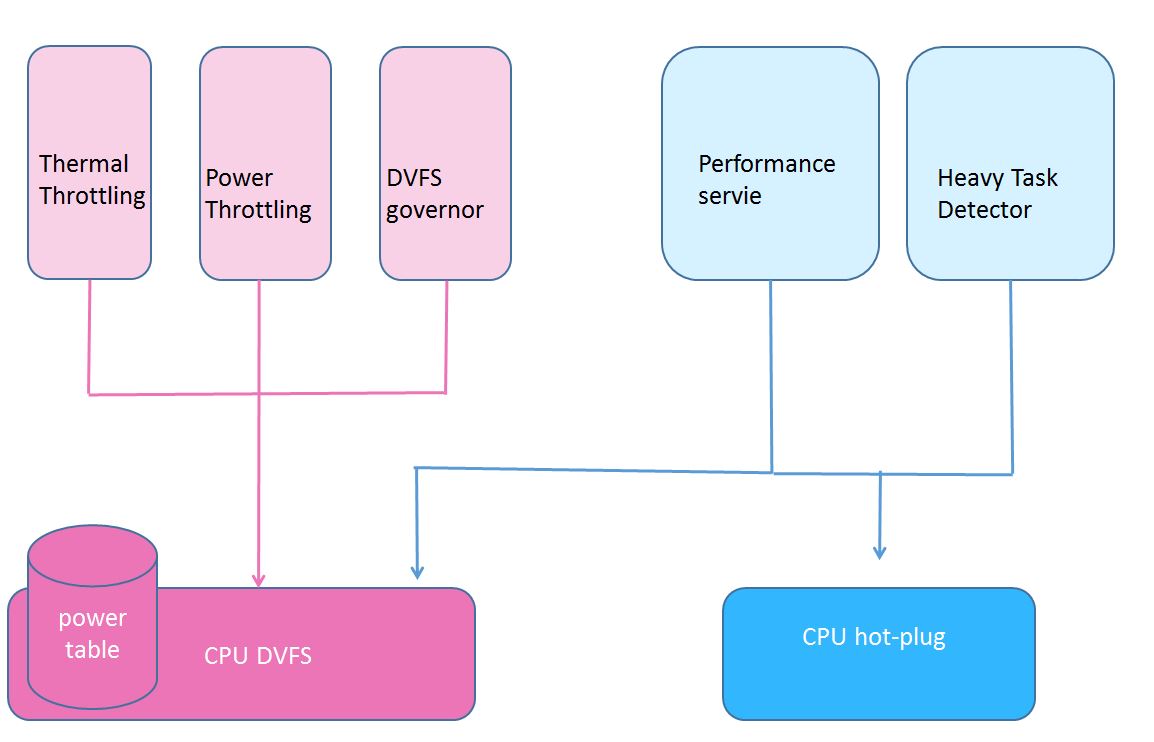 Thermal
Throttling
Power
Throttling
DVFS
governor
Performance
servie
Heavy Task
Detector
power
table
CPU DVFS
CPU hot-plug